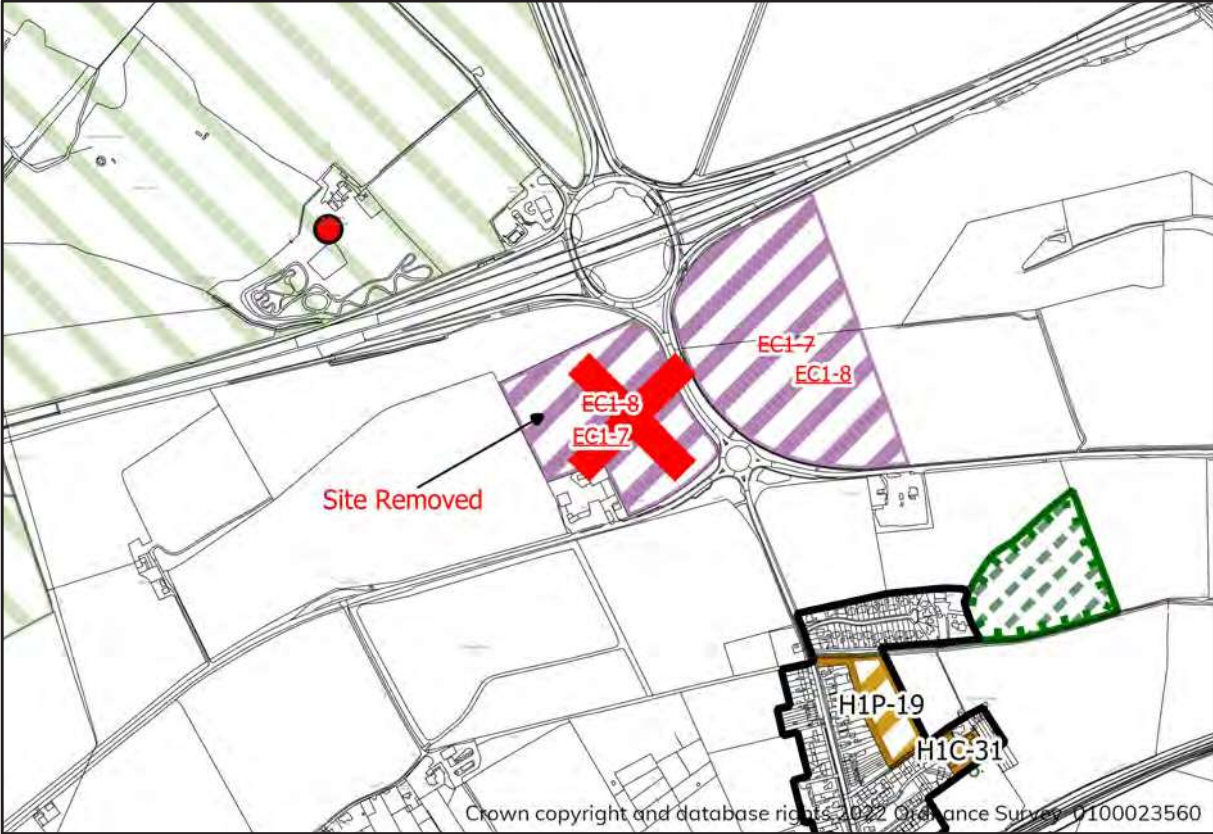 EC1-7
EC1-8
EC1-8
EC1-7
Site Removed
H1P-19
H1C-31
Crown copyright and database rights 2022 Ordnance Survey 0100023560